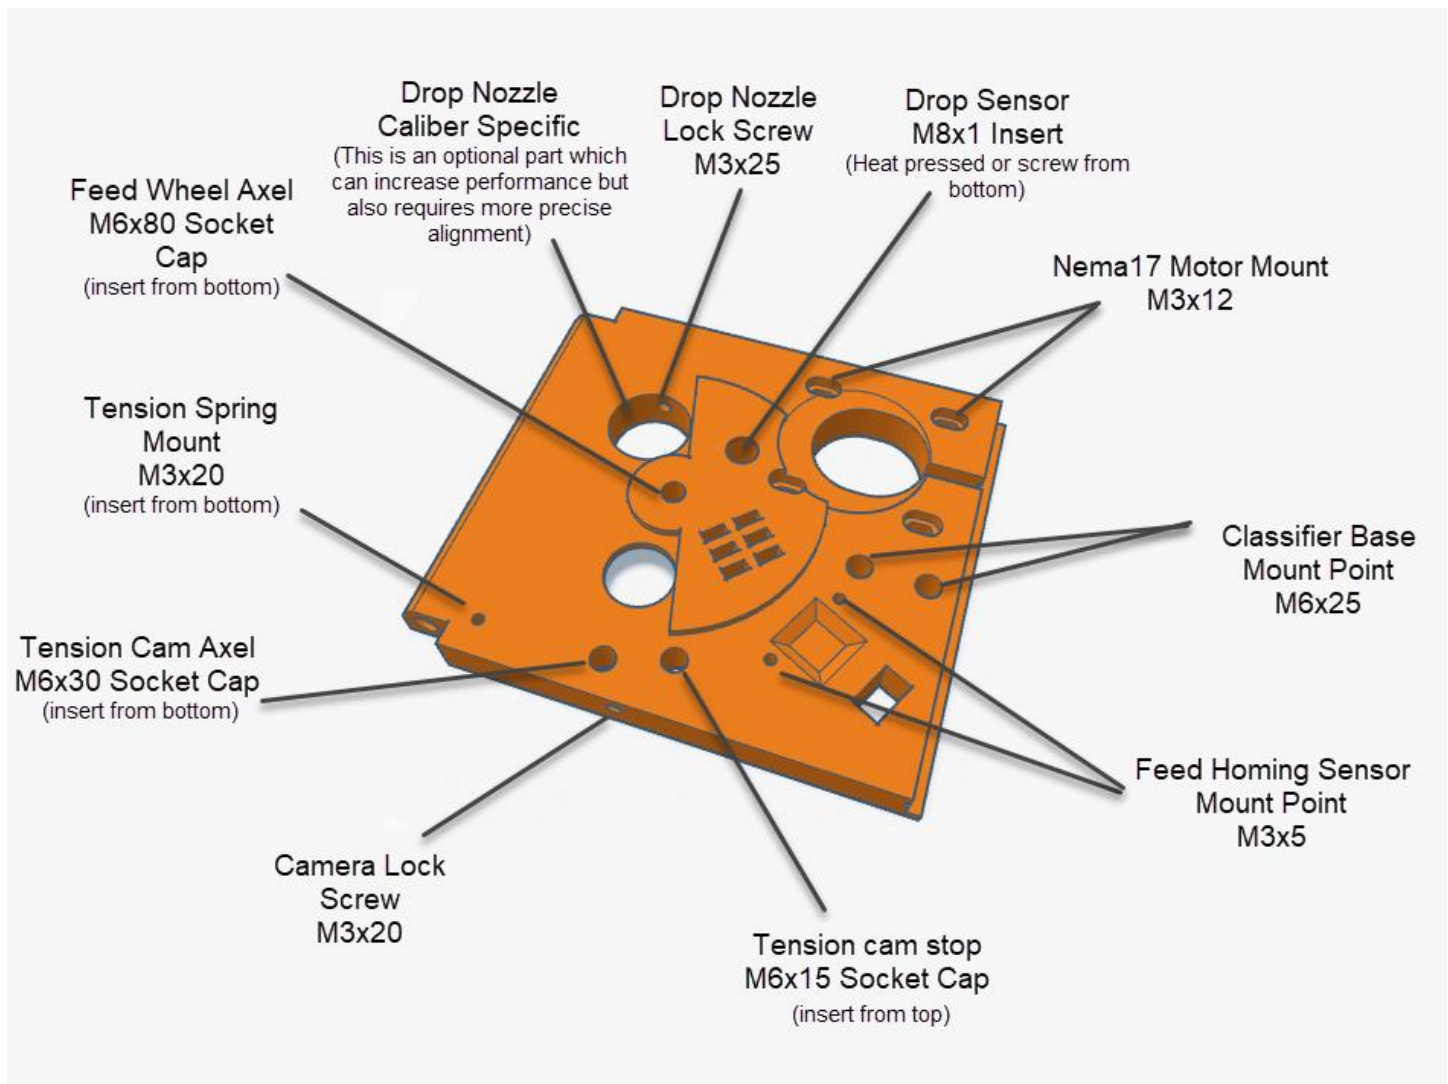 Drop Nozzle
Caliber Specific
(This is an optional part which
can increase performance but
also requires more precise
alignment)
Drop Nozzle
Lock Screw
M3x25
Drop Sensor
M8x1 Insert
(Heat pressed or screw from
bottom)
Feed Wheel Axel
M6x80 Socket
Cap
(insert from bottom)
Nema17 Motor Mount
M3x12
Tension Spring
Mount
M3x20
(insert from bottom)
Classifier Base
Mount Point
M6x25
Tension Cam Axel
M6x30 Socket Cap
(insert from bottom)
Feed Homing Sensor
Mount Point
M3x5
Camera Lock
Screw
M3x20
Tension cam stop
M6x15 Socket Cap
(insert from top)